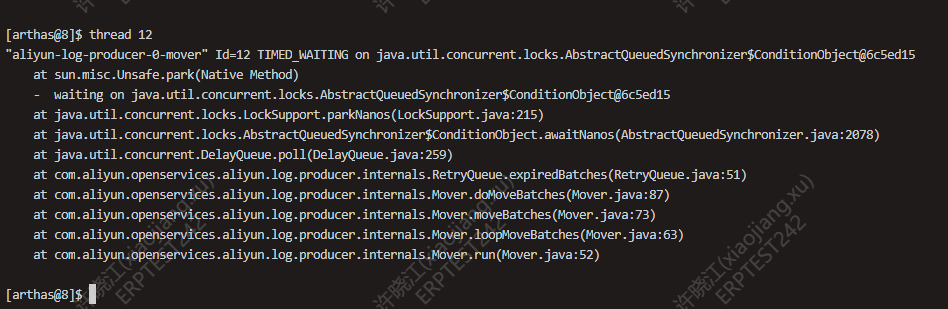 [arthas@8]$ thread 12
"aliyun-log-producer-0-mover" Id=12 TIMED_WAITING on java.util.concurrent.locks.AbstractQueuedSynchronizer$ConditionObject@6c5ed15
    at sun.misc.Unsafe.park(Native Method)
    -  waiting on java.util.concurrent.locks.AbstractQueuedSynchronizer$ConditionObject@6c5ed15
    at java.util.concurrent.locks.LockSupport.parkNanos(LockSupport.java:215)
    at java.util.concurrent.locks.AbstractQueuedSynchronizer$ConditionObject.awaitNanos(AbstractQueuedSynchronizer.java:2078)
    at java.util.concurrent.DelayQueue.poll(DelayQueue.java:259)
    at com.aliyun.openservices.aliyun.log.producer.internals.RetryQueue.expiredBatches(RetryQueue.java:51)
    at com.aliyun.openservices.aliyun.log.producer.internals.Mover.doMoveBatches(Mover.java:87)
    at com.aliyun.openservices.aliyun.log.producer.internals.Mover.moveBatches(Mover.java:73)
    at com.aliyun.openservices.aliyun.log.producer.internals.Mover.loopMoveBatches(Mover.java:63)
    at com.aliyun.openservices.aliyun.log.producer.internals.Mover.run(Mover.java:52)
[arthas@8]$
许晓江(xiaojiang.xu)
ERPTEST242
许晓江(xiaojiang.xu)
ERPTEST242
许晓江(xiaojiang.xu)
ERPTEST242